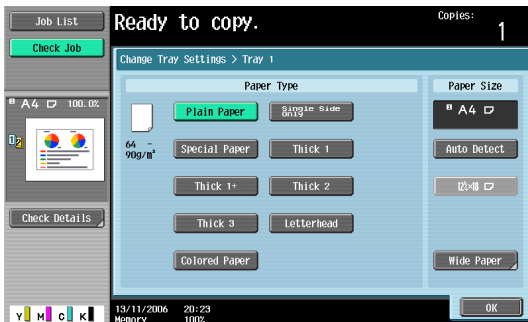 Job List
Check Job
Ready to copy.
Copies:
1
Change Tray Settings > Tray 1
Paper Type
Paper Size
A4 100.0%
Plain Paper
Single Side
Only
A4
64 -
90g/m²
Special Paper
Thick 1
Auto Detect
Thick 1+
Thick 2
12¼×18
Check Details
Thick 3
Letterhead
Colored Paper
Wide Paper
OK
Y M C K
13/11/2006 20:23
Memory 100%